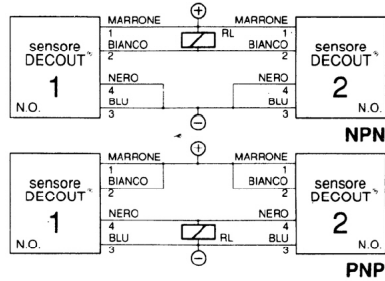 MARRONE + MARRONE
1 RL 1
sensore DECOUT® BIANCO BIANCO sensore DECOUT®
2 2
1 NERO NERO 2
4 4
N.O. BLU BLU N.O.
3 − 3
NPN
MARRONE + MARRONE
1 1
sensore DECOUT® BIANCO BIANCO sensore DECOUT®
2 2
1 NERO NERO 2
4 4
N.O. BLU RL BLU N.O.
3 − 3
PNP